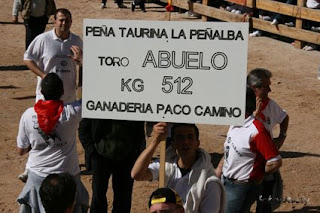 PEÑA TAURINA LA PEÑALBA
TORO ABUELO
KG 512
GANADERIA PACO CAMINO